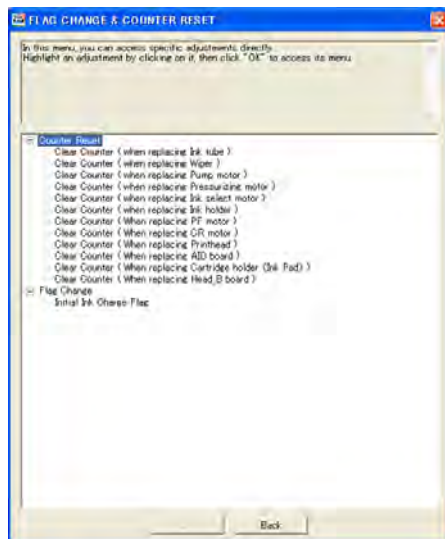 FLAG CHANGE & COUNTER RESET
In this menu, you can access specific adjustments directly.
Highlight an adjustment by clicking on it, then click "OK" to access its menu.
Counter Reset
Clear Counter ( when replacing Ink tube )
Clear Counter ( when replacing Wiper )
Clear Counter ( when replacing Pump motor )
Clear Counter ( when replacing Pressurizing motor )
Clear Counter ( when replacing Ink select motor )
Clear Counter ( when replacing Ink holder )
Clear Counter ( When replacing PF motor )
Clear Counter ( When replacing CR motor )
Clear Counter ( When replacing Printhead )
Clear Counter ( When replacing AID board )
Clear Counter ( When replacing Cartridge holder (Ink Pad) )
Clear Counter ( When replacing Head_B board )
Flag Change
Initial Ink Charge Flag
Back